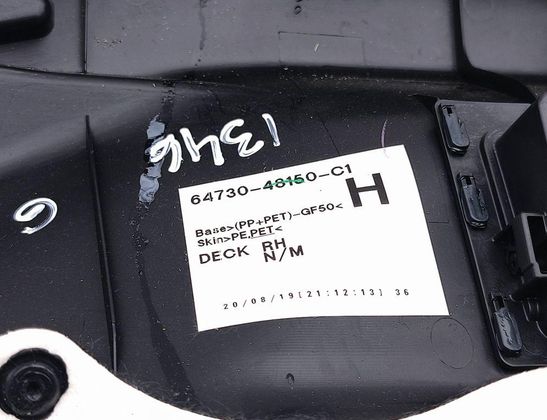 1346
6
64730-48150-C1
H
Base>(PP+PET)-GF50<
Skin>PE,PET<
DECK RH
N/M
20/08/19[21:12:13] 36